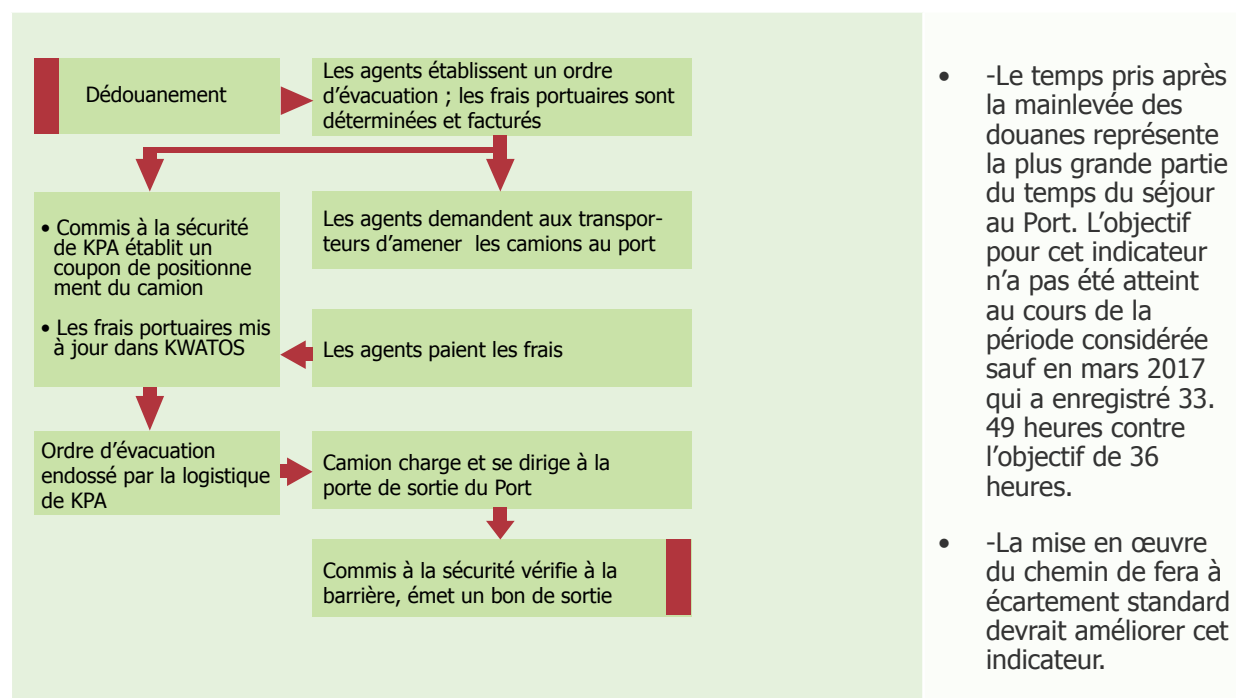 Dédouanement
Les agents établissent un ordre
d’évacuation ; les frais portuaires sont
déterminées et facturés
• Commis à la sécurité
de KPA établit un
coupon de positionne
ment du camion
• Les frais portuaires mis
à jour dans KWATOS
Les agents demandent aux transpor-
teurs d’amener les camions au port
Les agents paient les frais
Ordre d’évacuation
endossé par la logistique
de KPA
Camion charge et se dirige à la
porte de sortie du Port
Commis à la sécurité vérifie à la
barrière, émet un bon de sortie
• -Le temps pris après
la mainlevée des
douanes représente
la plus grande partie
du temps du séjour
au Port. L’objectif
pour cet indicateur
n’a pas été atteint
au cours de la
période considérée
sauf en mars 2017
qui a enregistré 33.
49 heures contre
l’objectif de 36
heures.
• -La mise en œuvre
du chemin de fera à
écartement standard
devrait améliorer cet
indicateur.